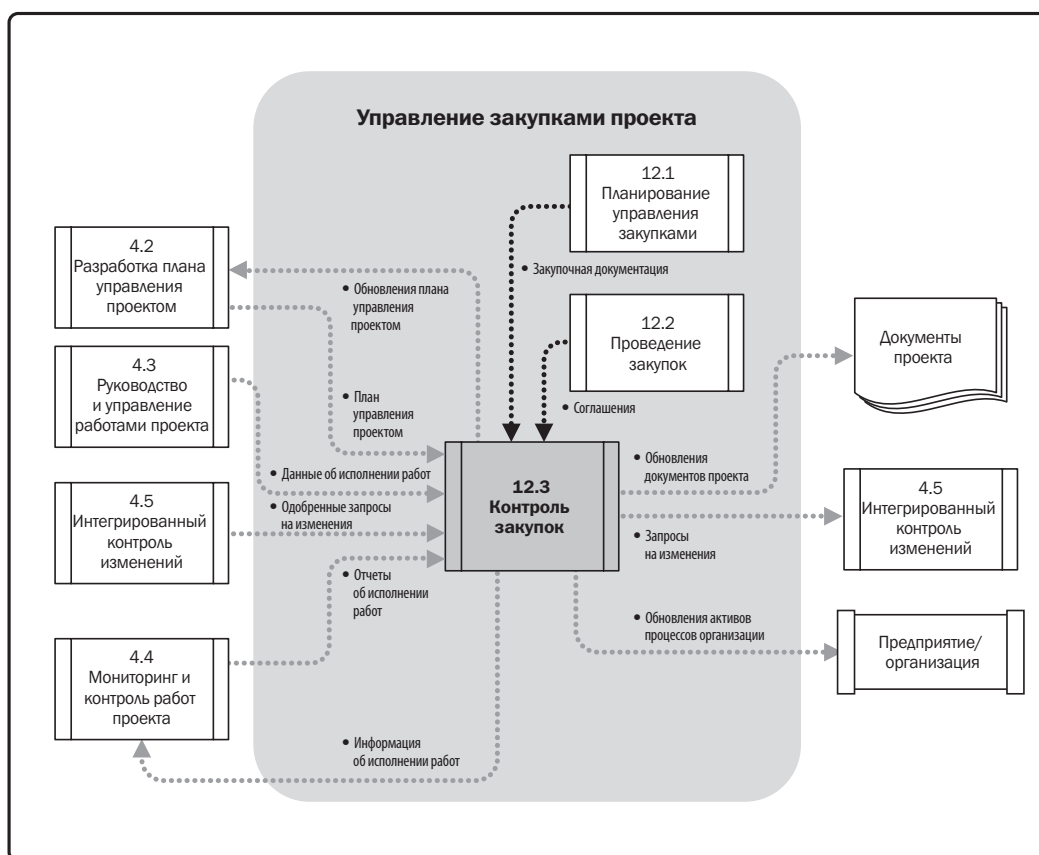 Управление закупками проекта
12.1
Планирование
управления
закупками
4.2
Разработка плана
управления
проектом
• Закупочная документация
• Обновления плана
управления
проектом
12.2
Проведение
закупок
Документы
проекта
4.3
Руководство
и управление
работами проекта
• План
управления
проектом
• Соглашения
• Обновления
документов проекта
• Данные об исполнении работ
12.3
Контроль
закупок
4.5
Интегрированный
контроль
изменений
• Одобренные запросы
на изменения
4.5
Интегрированный
контроль
изменений
• Запросы
на изменения
• Отчеты
об исполнении
работ
• Обновления активов
процессов организации
Предприятие/
организация
4.4
Мониторинг и
контроль работ
проекта
• Информация
об исполнении работ